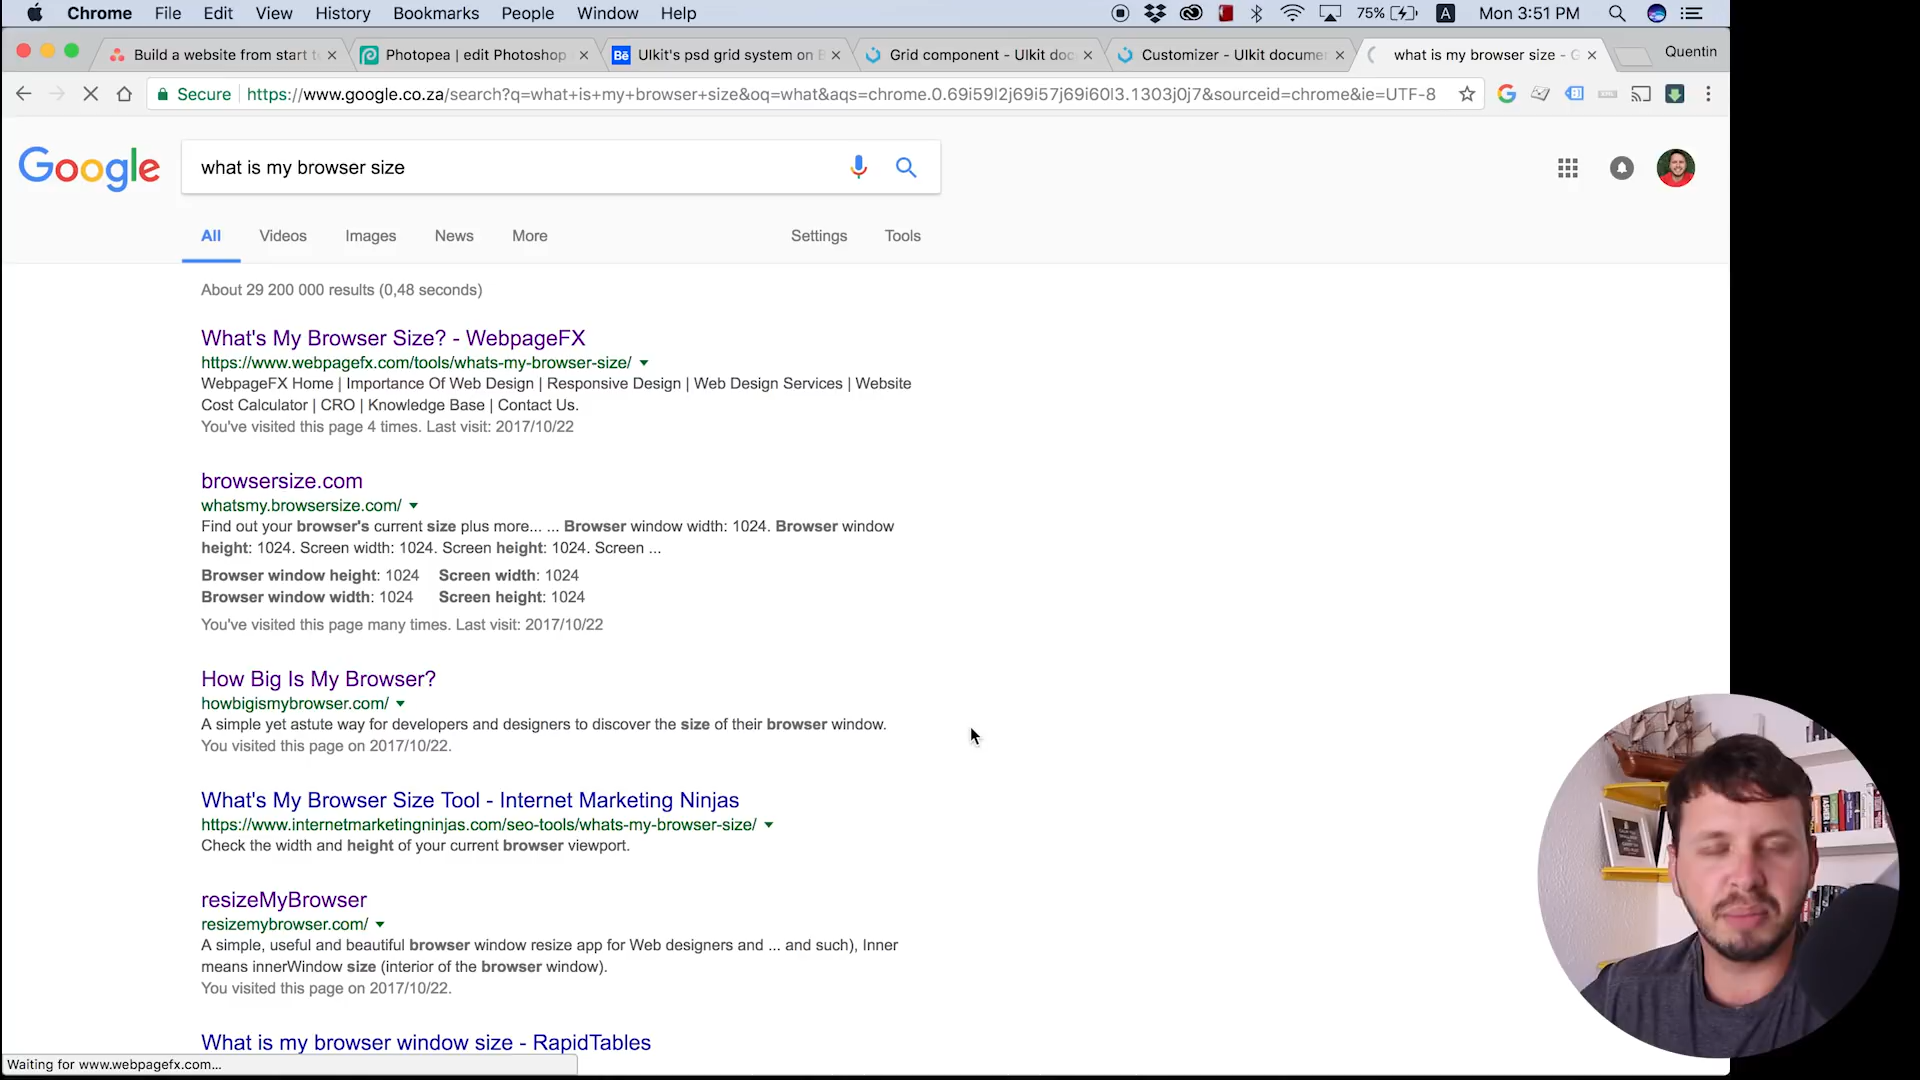 Chrome File Edit View History Bookmarks People Window Help 75% A Mon 3:51 PM
Build a website from start t Photopea | edit Photoshop Bē UIkit's psd grid system on B Grid component - UIkit doc Customizer - UIkit docume what is my browser size - G Quentin
Secure https://www.google.co.za/search?q=what+is+my+browser+size&oq=what&aqs=chrome.0.69i59l2j69i57j69i60l3.1303j0j7&sourceid=chrome&ie=UTF-8
Google what is my browser size
All Videos Images News More Settings Tools
About 29 200 000 results (0,48 seconds)
What's My Browser Size? - WebpageFX
https://www.webpagefx.com/tools/whats-my-browser-size/
WebpageFX Home | Importance Of Web Design | Responsive Design | Web Design Services | Website
Cost Calculator | CRO | Knowledge Base | Contact Us.
You've visited this page 4 times. Last visit: 2017/10/22
browsersize.com
whatsmy.browsersize.com/
Find out your browser's current size plus more... ... Browser window width: 1024. Browser window
height: 1024. Screen width: 1024. Screen height: 1024. Screen ...
Browser window height: 1024 Screen width: 1024
Browser window width: 1024 Screen height: 1024
You've visited this page many times. Last visit: 2017/10/22
How Big Is My Browser?
howbigismybrowser.com/
A simple yet astute way for developers and designers to discover the size of their browser window.
You visited this page on 2017/10/22.
What's My Browser Size Tool - Internet Marketing Ninjas
https://www.internetmarketingninjas.com/seo-tools/whats-my-browser-size/
Check the width and height of your current browser viewport.
resizeMyBrowser
resizemybrowser.com/
A simple, useful and beautiful browser window resize app for Web designers and ... and such), Inner
means innerWindow size (interior of the browser window).
You visited this page on 2017/10/22.
What is my browser window size - RapidTables
Waiting for www.webpagefx.com...